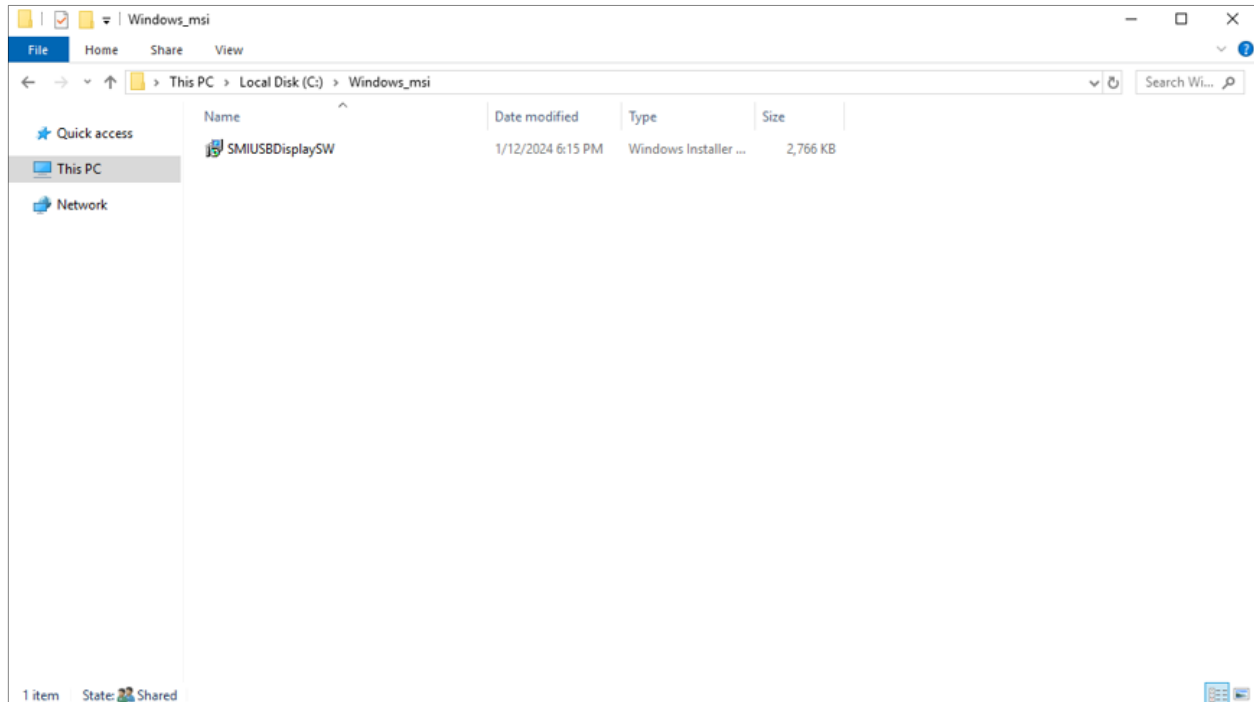 Windows_msi
File Home Share View
This PC > Local Disk (C:) > Windows_msi
Search Wi...
Name Date modified Type Size
Quick access
SMIUSBDisplaySW 1/12/2024 6:15 PM Windows Installer ... 2,766 KB
This PC
Network
1 item State: Shared